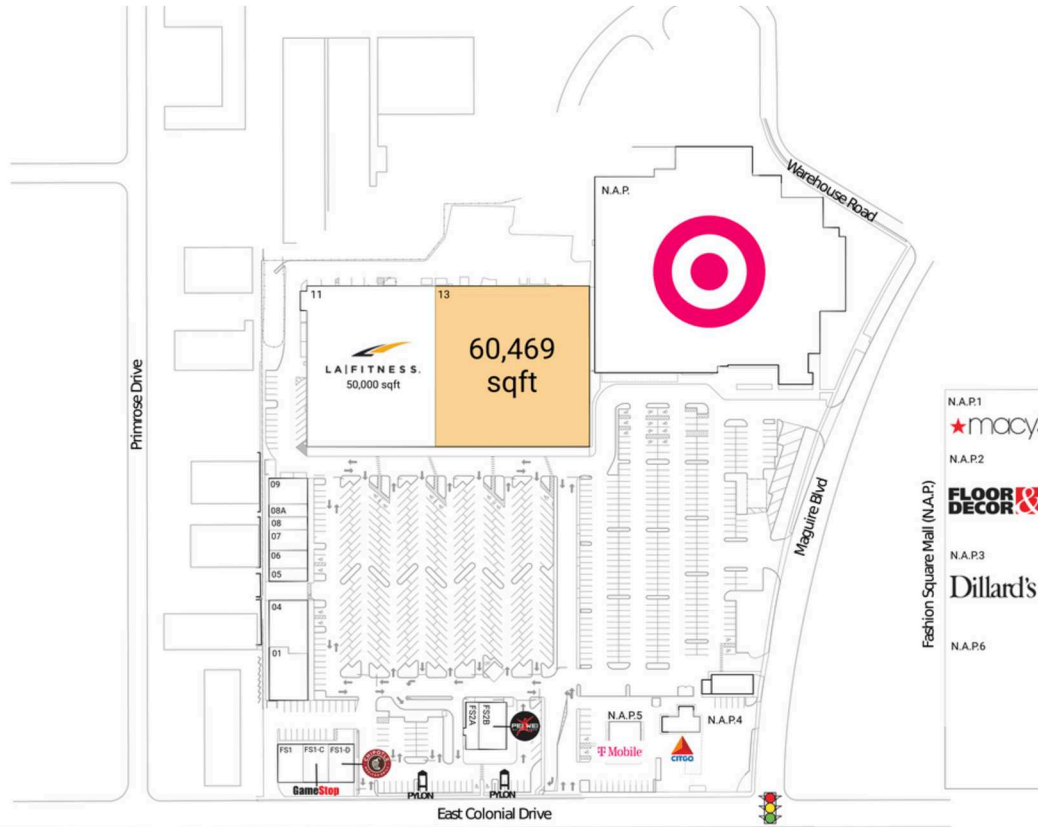 Warehouse Road
N.A.P.
11
13
LA|FITNESS.
50,000 sqft
60,469
sqft
Primrose Drive
Maguire Blvd
Fashion Square Mall (N.A.P.)
N.A.P.1
macy
N.A.P.2
FLOOR &
DECOR
N.A.P.3
Dillard's
N.A.P.6
09
08A
08
07
06
05
04
01
FS2A
FS2B
N.A.P.5
T Mobile
N.A.P.4
CITGO
FS1
FS1-C
FS1-D
GameStop
PYLON
PYLON
East Colonial Drive